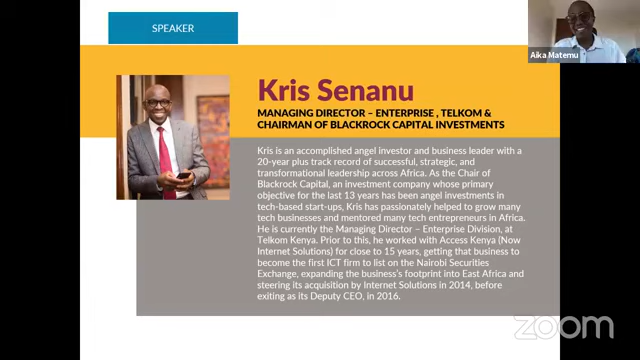 SPEAKER
Aika Matemu
Kris Senanu
MANAGING DIRECTOR – ENTERPRISE , TELKOM &
CHAIRMAN OF BLACKROCK CAPITAL INVESTMENTS
Kris is an accomplished angel investor and business leader with a
20-year plus track record of successful, strategic, and
transformational leadership across Africa. As the Chair of
Blackrock Capital, an investment company whose primary
objective for the last 13 years has been angel investments in
tech-based start-ups, Kris has passionately helped to grow many
tech businesses and mentored many tech entrepreneurs in Africa.
He is currently the Managing Director – Enterprise Division, at
Telkom Kenya. Prior to this, he worked with Access Kenya (Now
Internet Solutions) for close to 15 years, getting that business to
become the first ICT firm to list on the Nairobi Securities
Exchange, expanding the business's footprint into East Africa and
steering its acquisition by Internet Solutions in 2014, before
exiting as its Deputy CEO, in 2016.
zoom